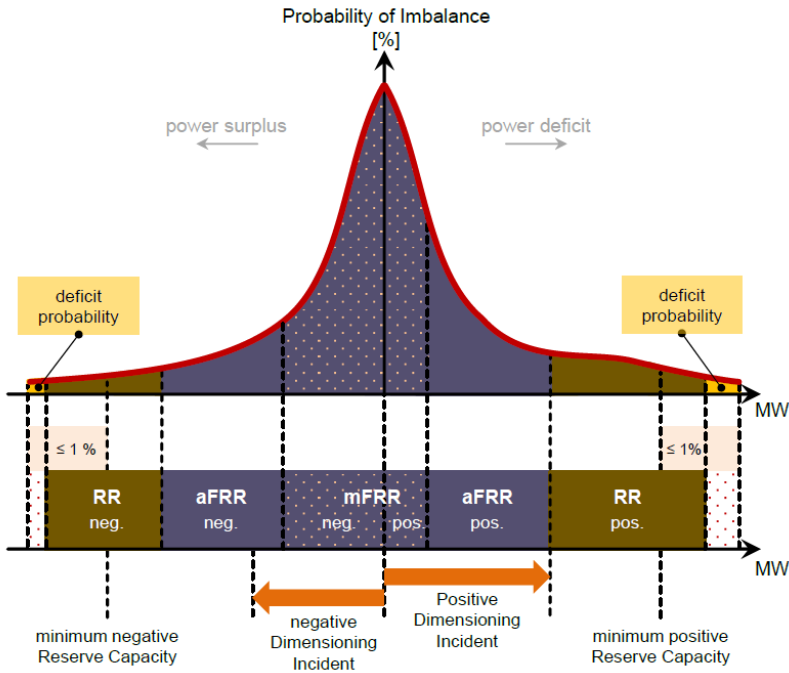 Probability of Imbalance
[%]
power surplus
power deficit
deficit
probability
deficit
probability
MW
≤ 1 %
≤ 1%
RR
neg.
aFRR
neg.
mFRR
neg.
pos.
aFRR
pos.
RR
pos.
MW
minimum negative
Reserve Capacity
negative
Dimensioning
Incident
Positive
Dimensioning
Incident
minimum positive
Reserve Capacity